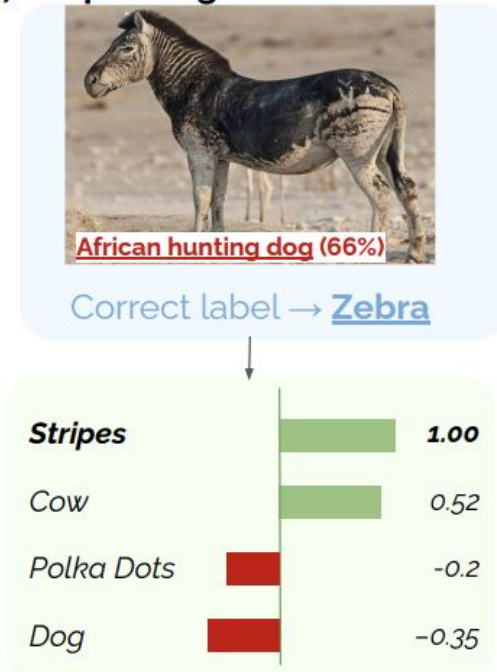 African hunting dog (66%)
Correct label → Zebra
Stripes 1.00
Cow 0.52
Polka Dots -0.2
Dog -0.35